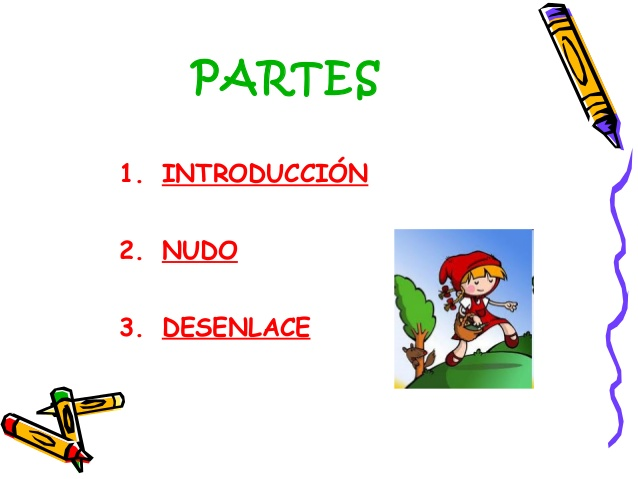 PARTES
1. INTRODUCCIÓN
2. NUDO
3. DESENLACE